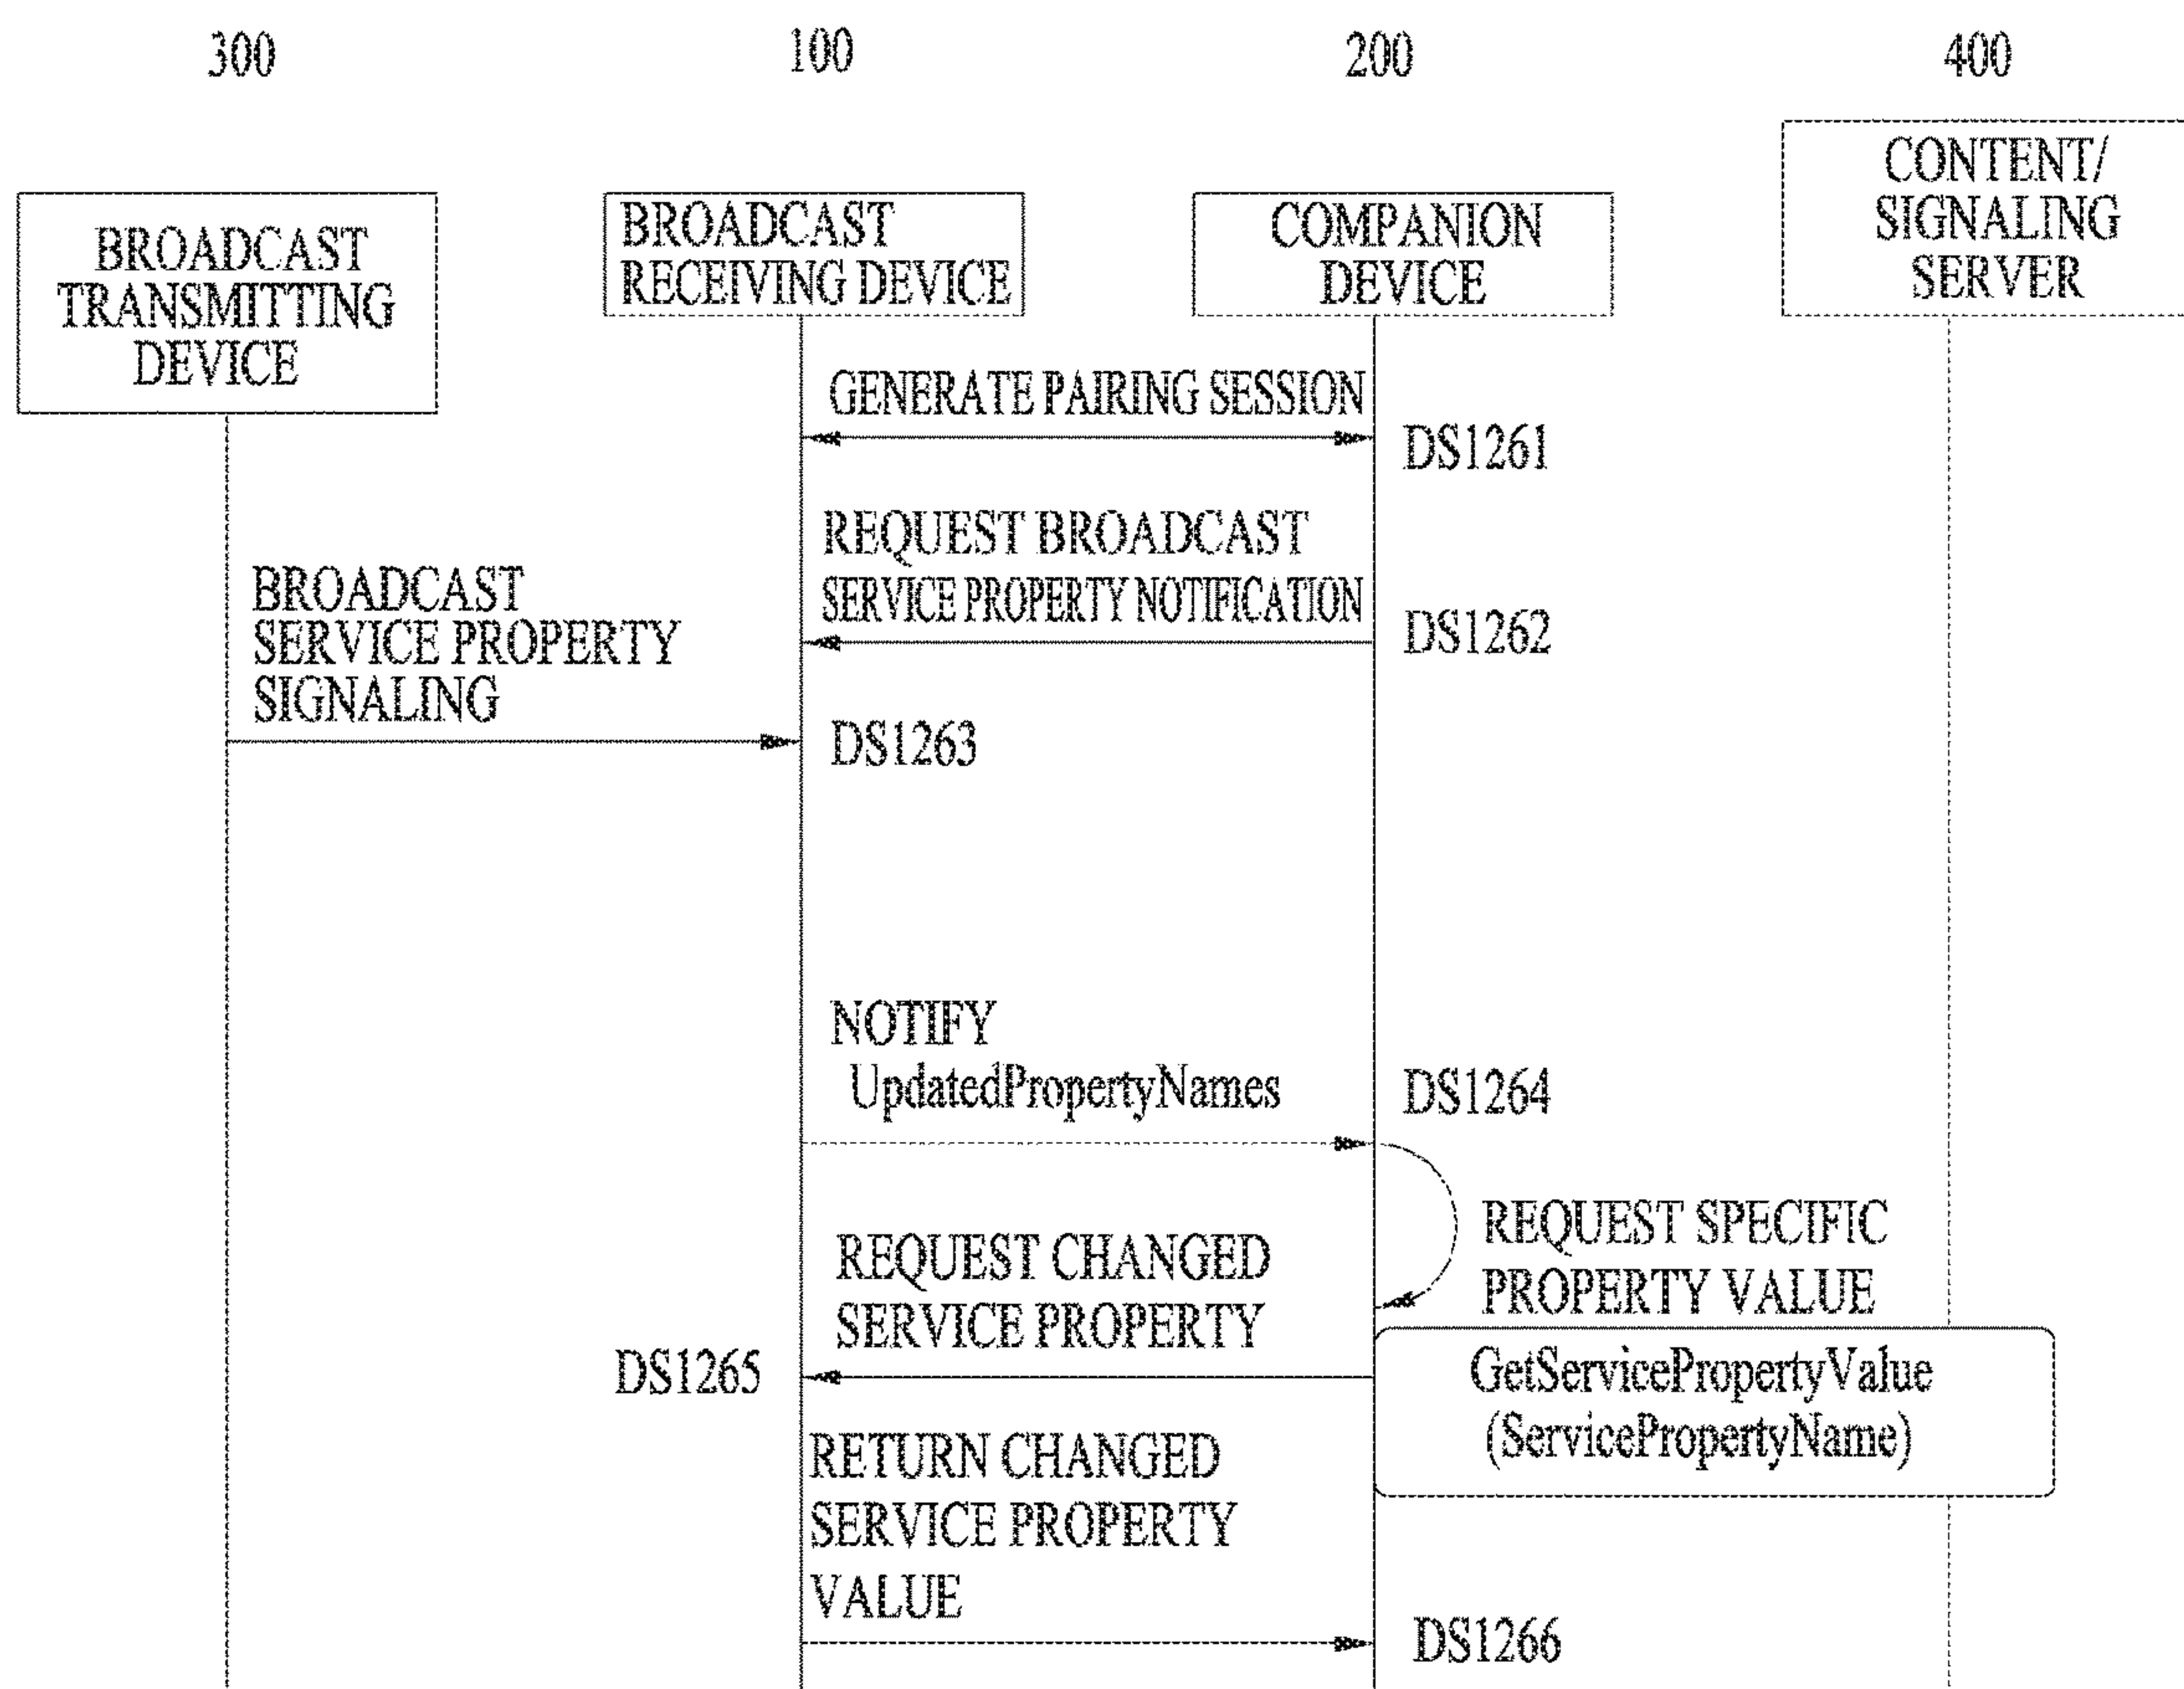 300
100
200
400
BROADCAST
TRANSMITTING
DEVICE
BROADCAST
RECEIVING DEVICE
COMPANION
DEVICE
CONTENT/
SIGNALING
SERVER
GENERATE PAIRING SESSION
DS1261
REQUEST BROADCAST
SERVICE PROPERTY NOTIFICATION
DS1262
BROADCAST
SERVICE PROPERTY
SIGNALING
DS1263
NOTIFY
UpdatedPropertyNames
DS1264
REQUEST SPECIFIC
PROPERTY VALUE
REQUEST CHANGED
SERVICE PROPERTY
DS1265
GetServicePropertyValue
(ServicePropertyName)
RETURN CHANGED
SERVICE PROPERTY
VALUE
DS1266